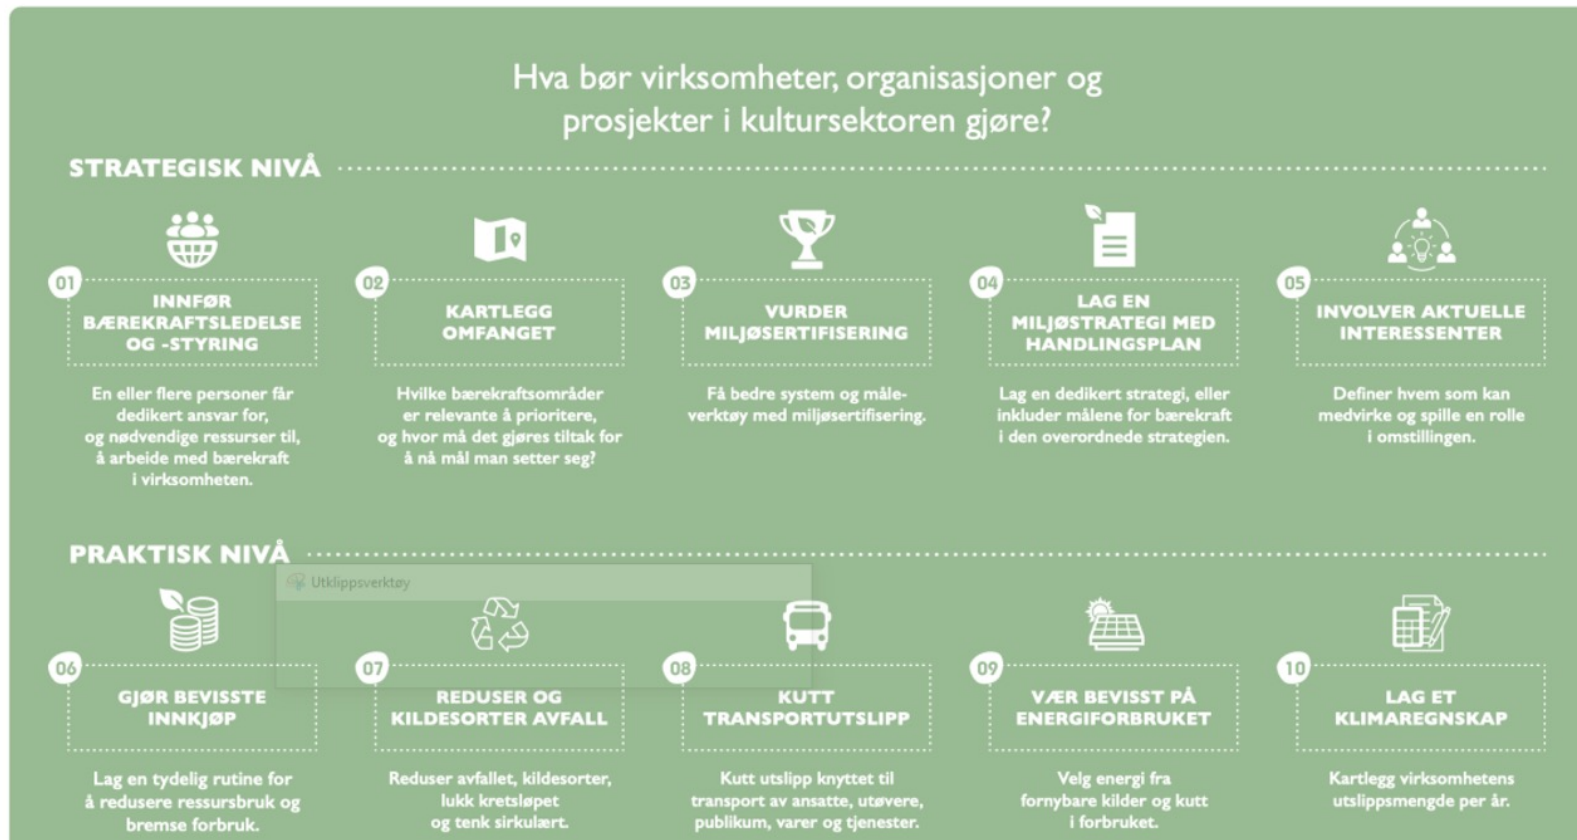 Hva bør virksomheter, organisasjoner og
prosjekter i kultursektoren gjøre?
STRATEGISK NIVÅ
01
INNFØR
BÆREKRAFTSLEDELSE
OG -STYRING
En eller flere personer får
dedikert ansvar for,
og nødvendige ressurser til,
å arbeide med bærekraft
i virksomheten.
02
KARTLEGG
OMFANGET
Hvilke bærekraftsområder
er relevante å prioritere,
og hvor må det gjøres tiltak for
å nå mål man setter seg?
03
VURDER
MILJØSERTIFISERING
Få bedre system og måle-
verktøy med miljøsertifisering.
04
LAG EN
MILJØSTRATEGI MED
HANDLINGSPLAN
Lag en dedikert strategi, eller
inkluder målene for bærekraft
i den overordnede strategien.
05
INVOLVER AKTUELLE
INTERESSENTER
Definer hvem som kan
medvirke og spille en rolle
i omstillingen.
PRAKTISK NIVÅ
Utklippsverktøy
06
GJØR BEVISSTE
INNKJØP
Lag en tydelig rutine for
å redusere ressursbruk og
bremse forbruk.
07
REDUSER OG
KILDESORTER AVFALL
Reduser avfallet, kildesorter,
lukk kretsløpet
og tenk sirkulært.
08
KUTT
TRANSPORTUTSLIPP
Kutt utslipp knyttet til
transport av ansatte, utøvere,
publikum, varer og tjenester.
09
VÆR BEVISST PÅ
ENERGIFORBRUKET
Velg energi fra
fornybare kilder og kutt
i forbruket.
10
LAG ET
KLIMAREGNSKAP
Kartlegg virksomhetens
utslippsmengde per år.